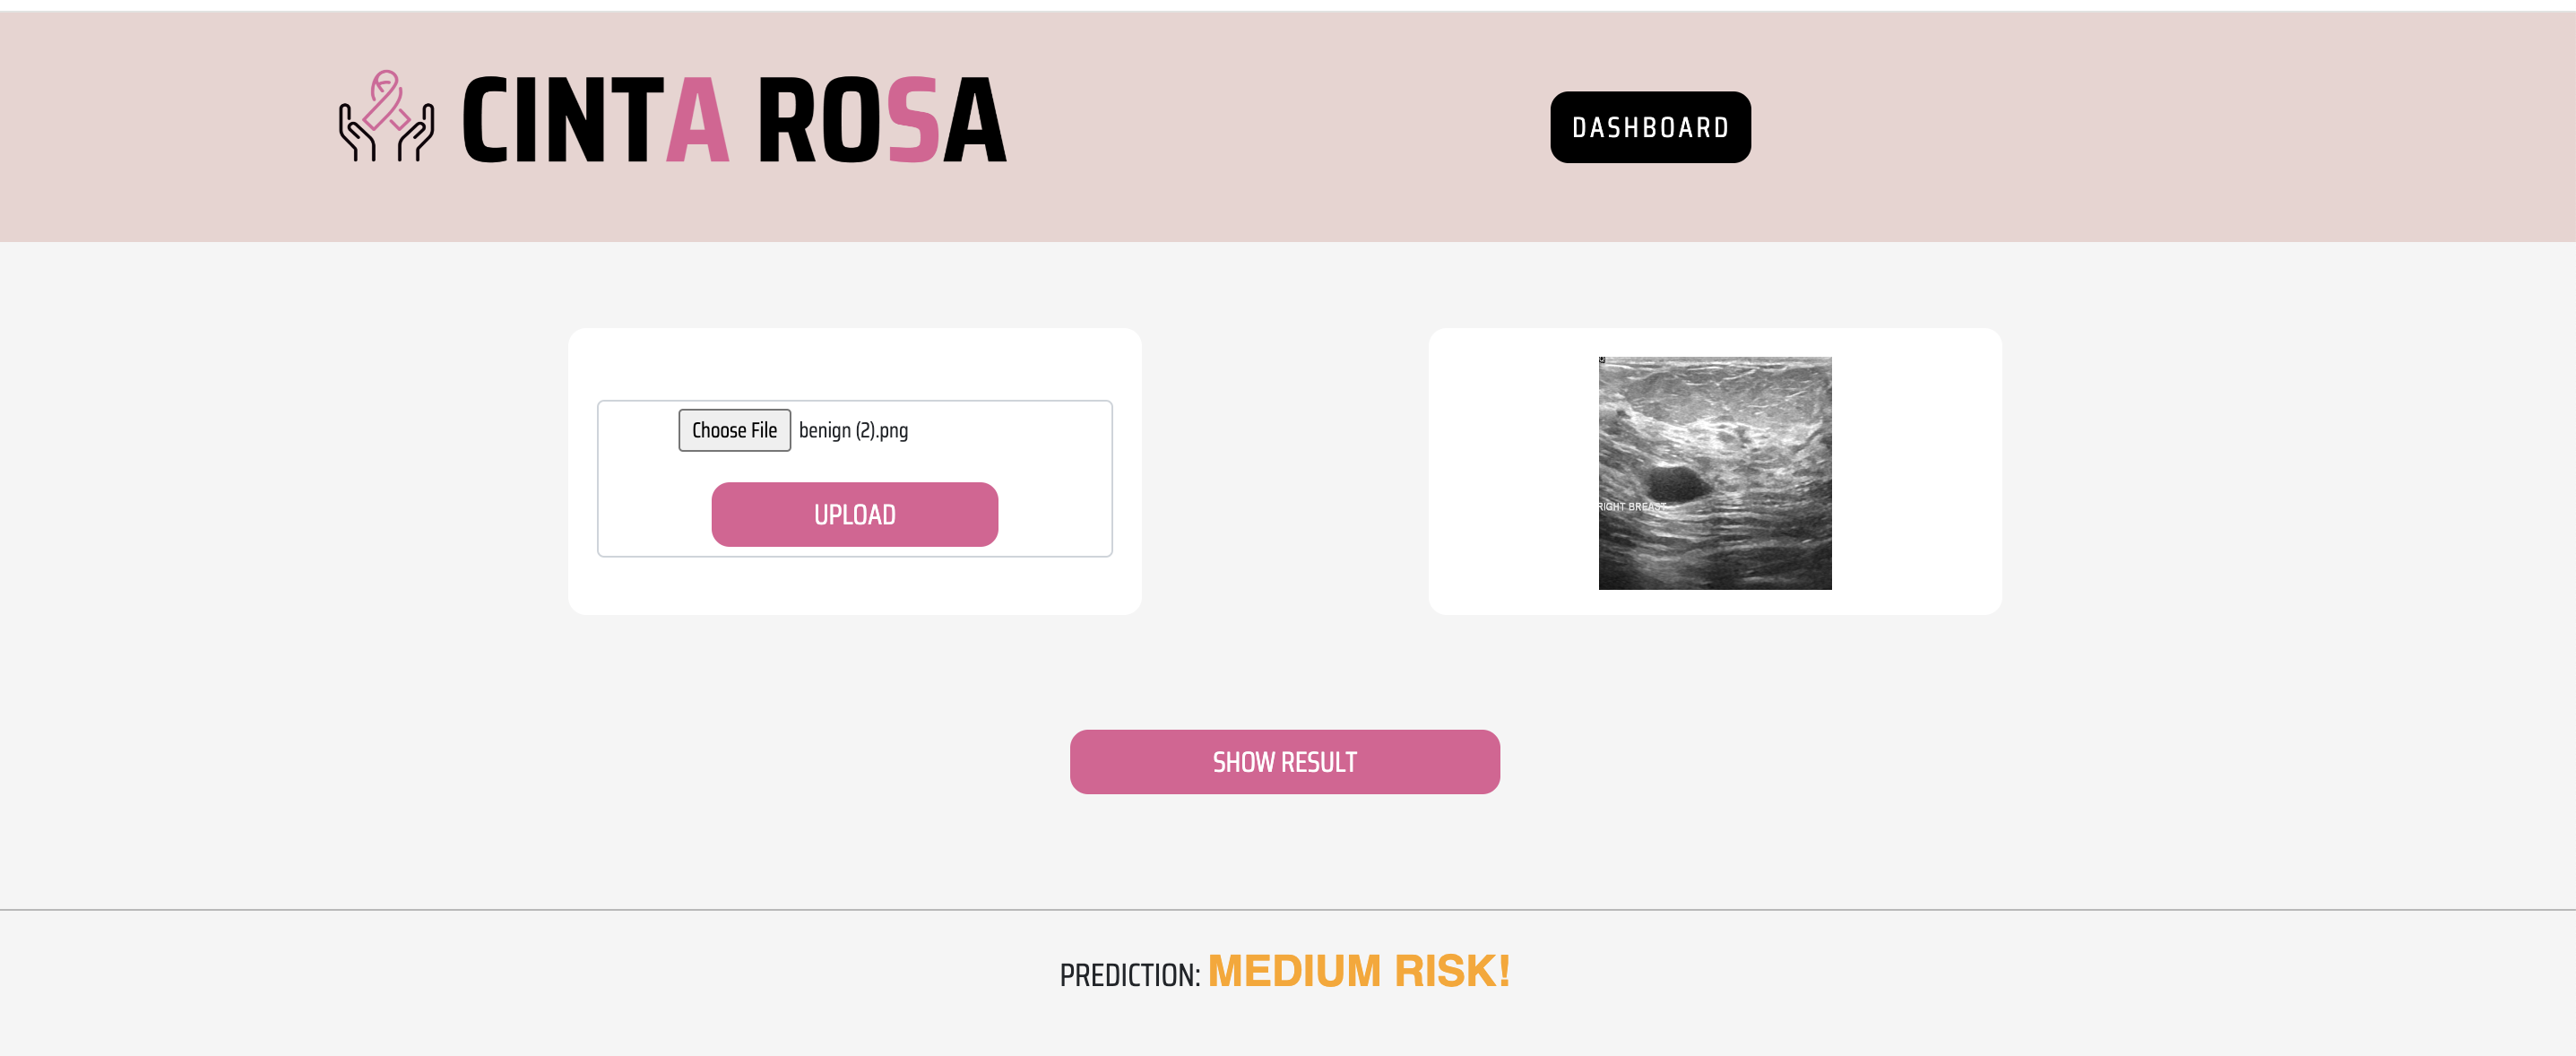 CINTA ROSA
DASHBOARD
Choose File benign (2).png
UPLOAD
RIGHT BREAST
SHOW RESULT
PREDICTION: MEDIUM RISK!